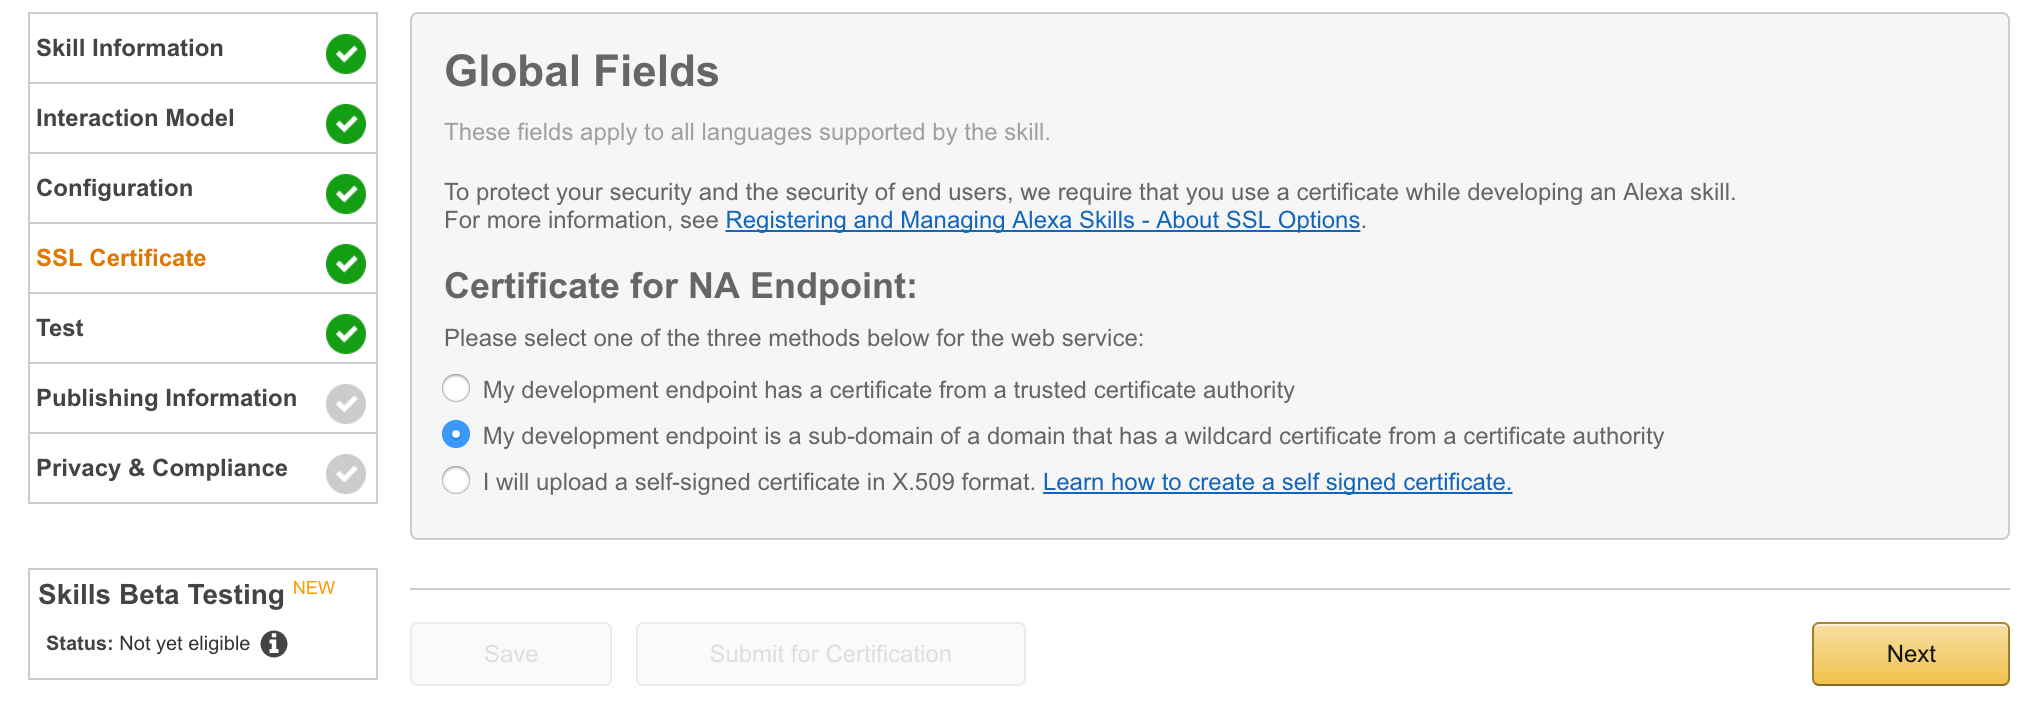 Skill Information
Interaction Model
Configuration
SSL Certificate
Test
Publishing Information
Privacy & Compliance
Skills Beta Testing NEW
Status: Not yet eligible
Global Fields
These fields apply to all languages supported by the skill.
To protect your security and the security of end users, we require that you use a certificate while developing an Alexa skill.
For more information, see Registering and Managing Alexa Skills - About SSL Options.
Certificate for NA Endpoint:
Please select one of the three methods below for the web service:
My development endpoint has a certificate from a trusted certificate authority
My development endpoint is a sub-domain of a domain that has a wildcard certificate from a certificate authority
I will upload a self-signed certificate in X.509 format. Learn how to create a self signed certificate.
Save
Submit for Certification
Next